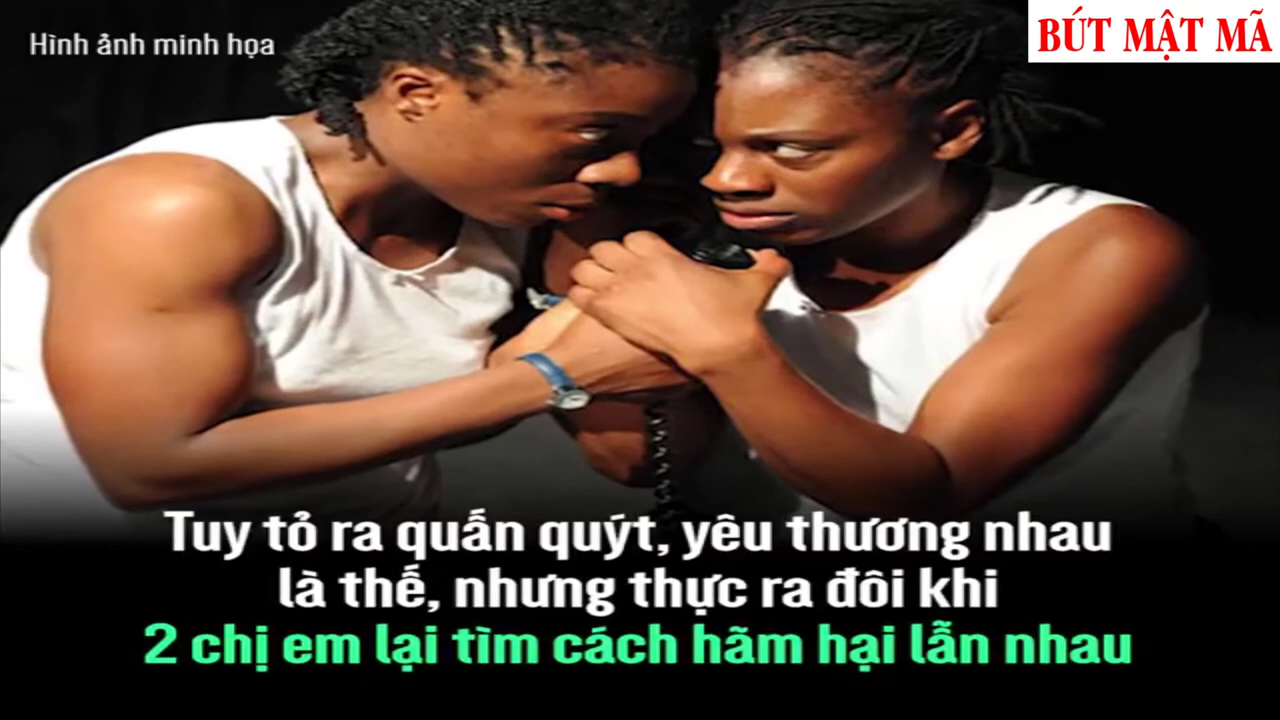 Hình ảnh minh họa
BÚT MẬT MÃ
Tuy tỏ ra quấn quýt, yêu thương nhau
là thế, nhưng thực ra đôi khi
2 chị em lại tìm cách hãm hại lẫn nhau